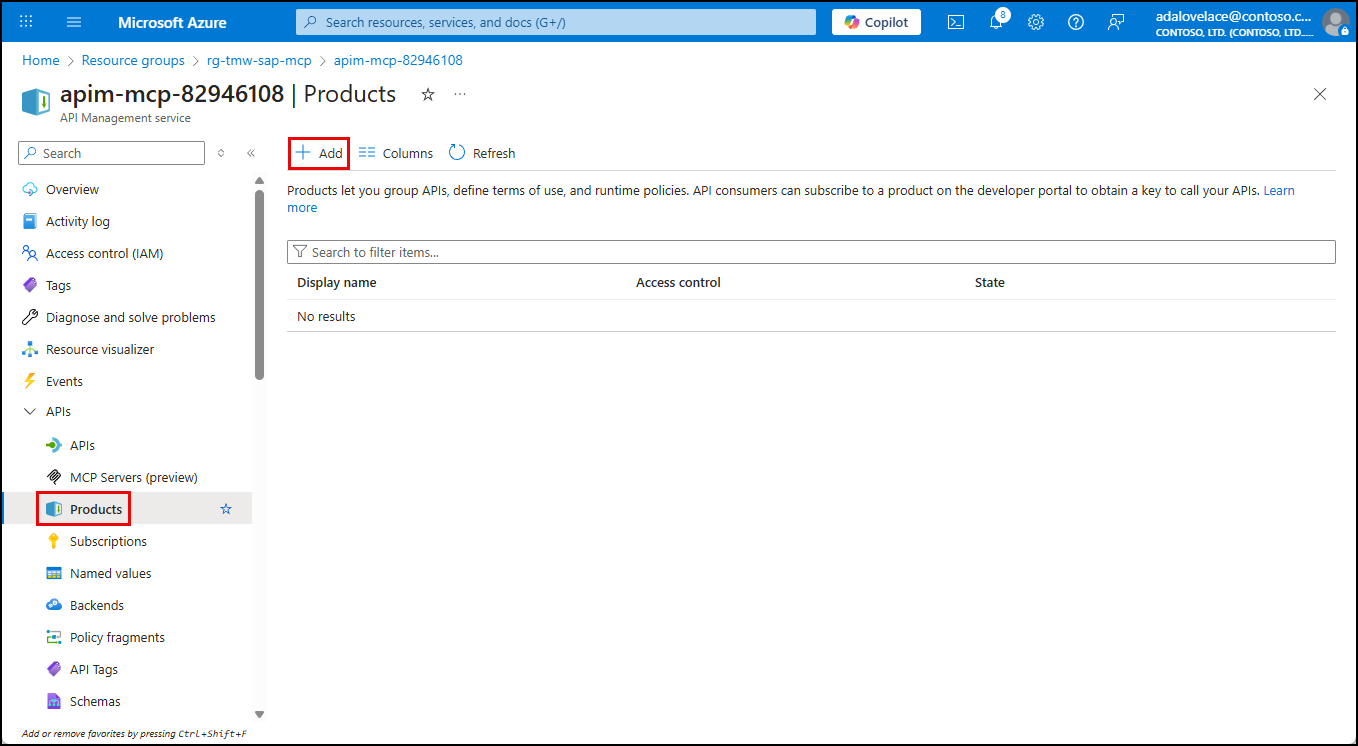 Microsoft Azure
Search resources, services, and docs (G+/)
Copilot
8
adalovelace@contoso.c...
CONTOSO, LTD. (CONTOSO, LTD....
Home > Resource groups > rg-tmw-sap-mcp > apim-mcp-82946108
apim-mcp-82946108 | Products
...
API Management service
Search
Add
Columns
Refresh
Products let you group APIs, define terms of use, and runtime policies. API consumers can subscribe to a product on the developer portal to obtain a key to call your APIs. Learn
more
Search to filter items...
Display name
Access control
State
No results
Overview
Activity log
Access control (IAM)
Tags
Diagnose and solve problems
Resource visualizer
Events
APIs
APIs
MCP Servers (preview)
Products
Subscriptions
Named values
Backends
Policy fragments
API Tags
Schemas
Add or remove favorites by pressing Ctrl+Shift+F